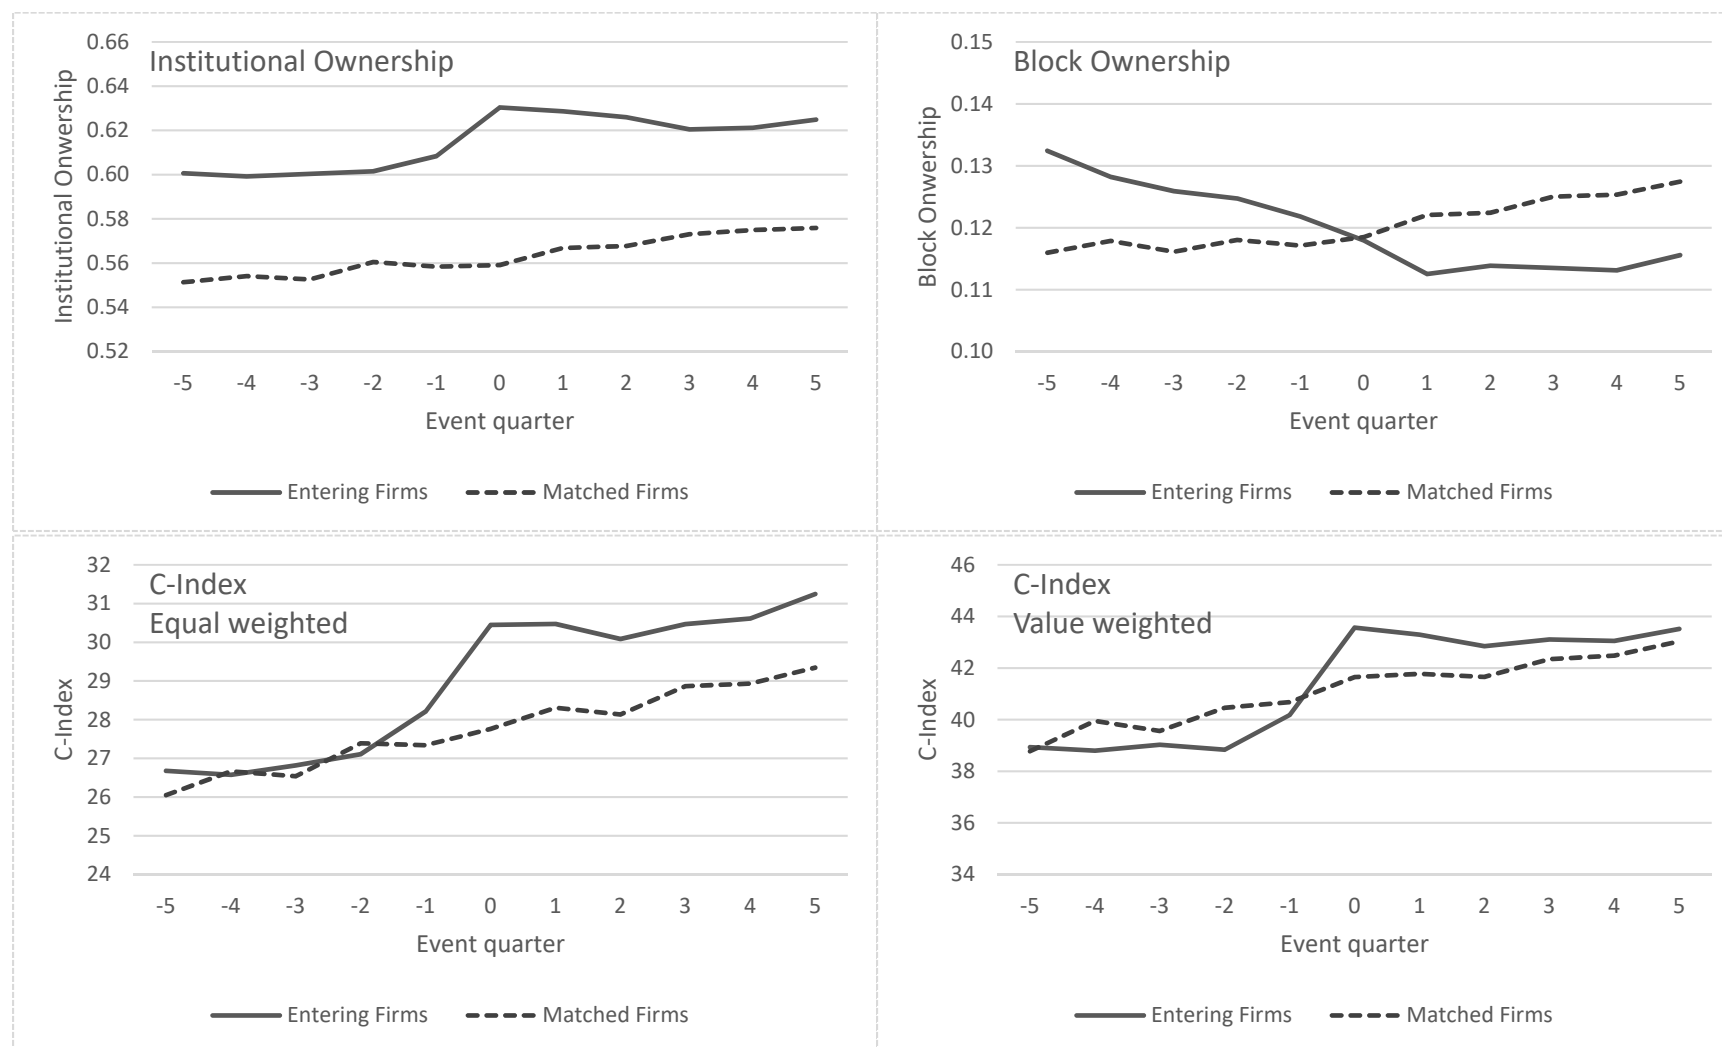 Institutional Ownership
Institutional Onwership
0.66
0.64
0.62
0.60
0.58
0.56
0.54
0.52
-5 -4 -3 -2 -1 0 1 2 3 4 5
Event quarter
Entering Firms Matched Firms
Block Ownership
Block Onwership
0.15
0.14
0.13
0.12
0.11
0.10
-5 -4 -3 -2 -1 0 1 2 3 4 5
Event quarter
Entering Firms Matched Firms
C-Index
Equal weighted
C-Index
32
31
30
29
28
27
26
25
24
-5 -4 -3 -2 -1 0 1 2 3 4 5
Event quarter
Entering Firms Matched Firms
C-Index
Value weighted
C-Index
46
44
42
40
38
36
34
-5 -4 -3 -2 -1 0 1 2 3 4 5
Event quarter
Entering Firms Matched Firms